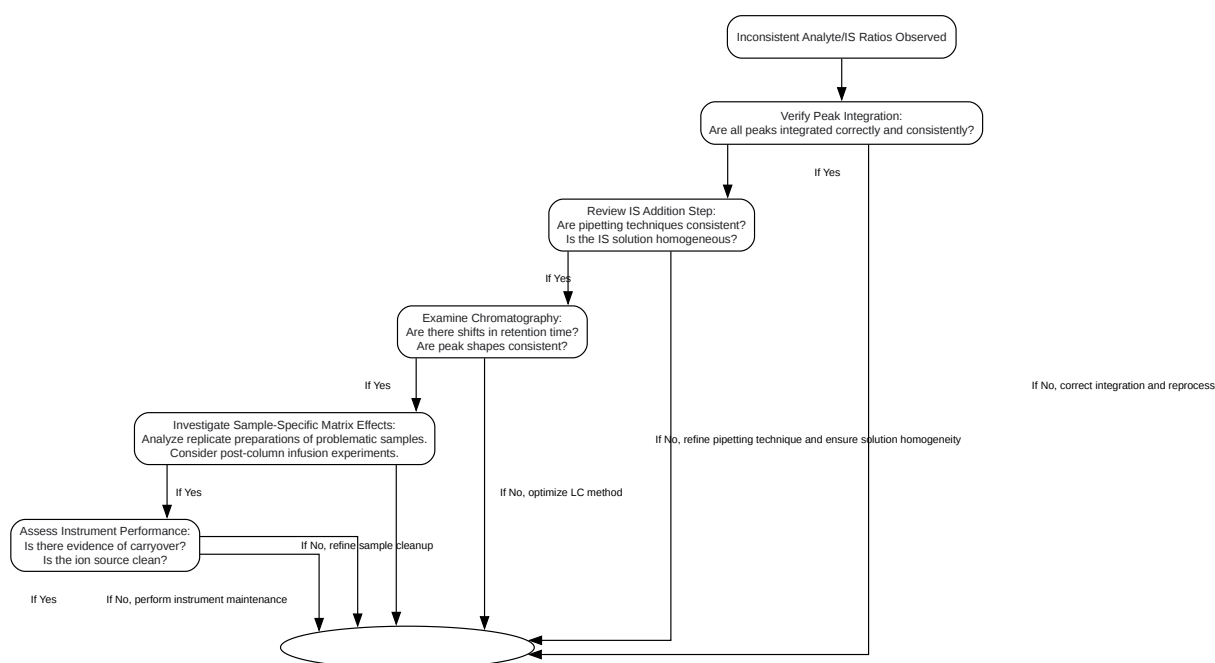 Inconsistent Analyte/IS Ratios Observed
Verify Peak Integration:
Are all peaks integrated correctly and consistently?
If Yes
Review IS Addition Step:
Are pipetting techniques consistent?
Is the IS solution homogeneous?
If Yes
Examine Chromatography:
Are there shifts in retention time?
Are peak shapes consistent?
If Yes
If No, correct integration and reprocess
Investigate Sample-Specific Matrix Effects:
Analyze replicate preparations of problematic samples.
Consider post-column infusion experiments.
If No, refine pipetting technique and ensure solution homogeneity
If Yes
If No, optimize LC method
Assess Instrument Performance:
Is there evidence of carryover?
Is the ion source clean?
If No, refine sample cleanup
If Yes
If No, perform instrument maintenance